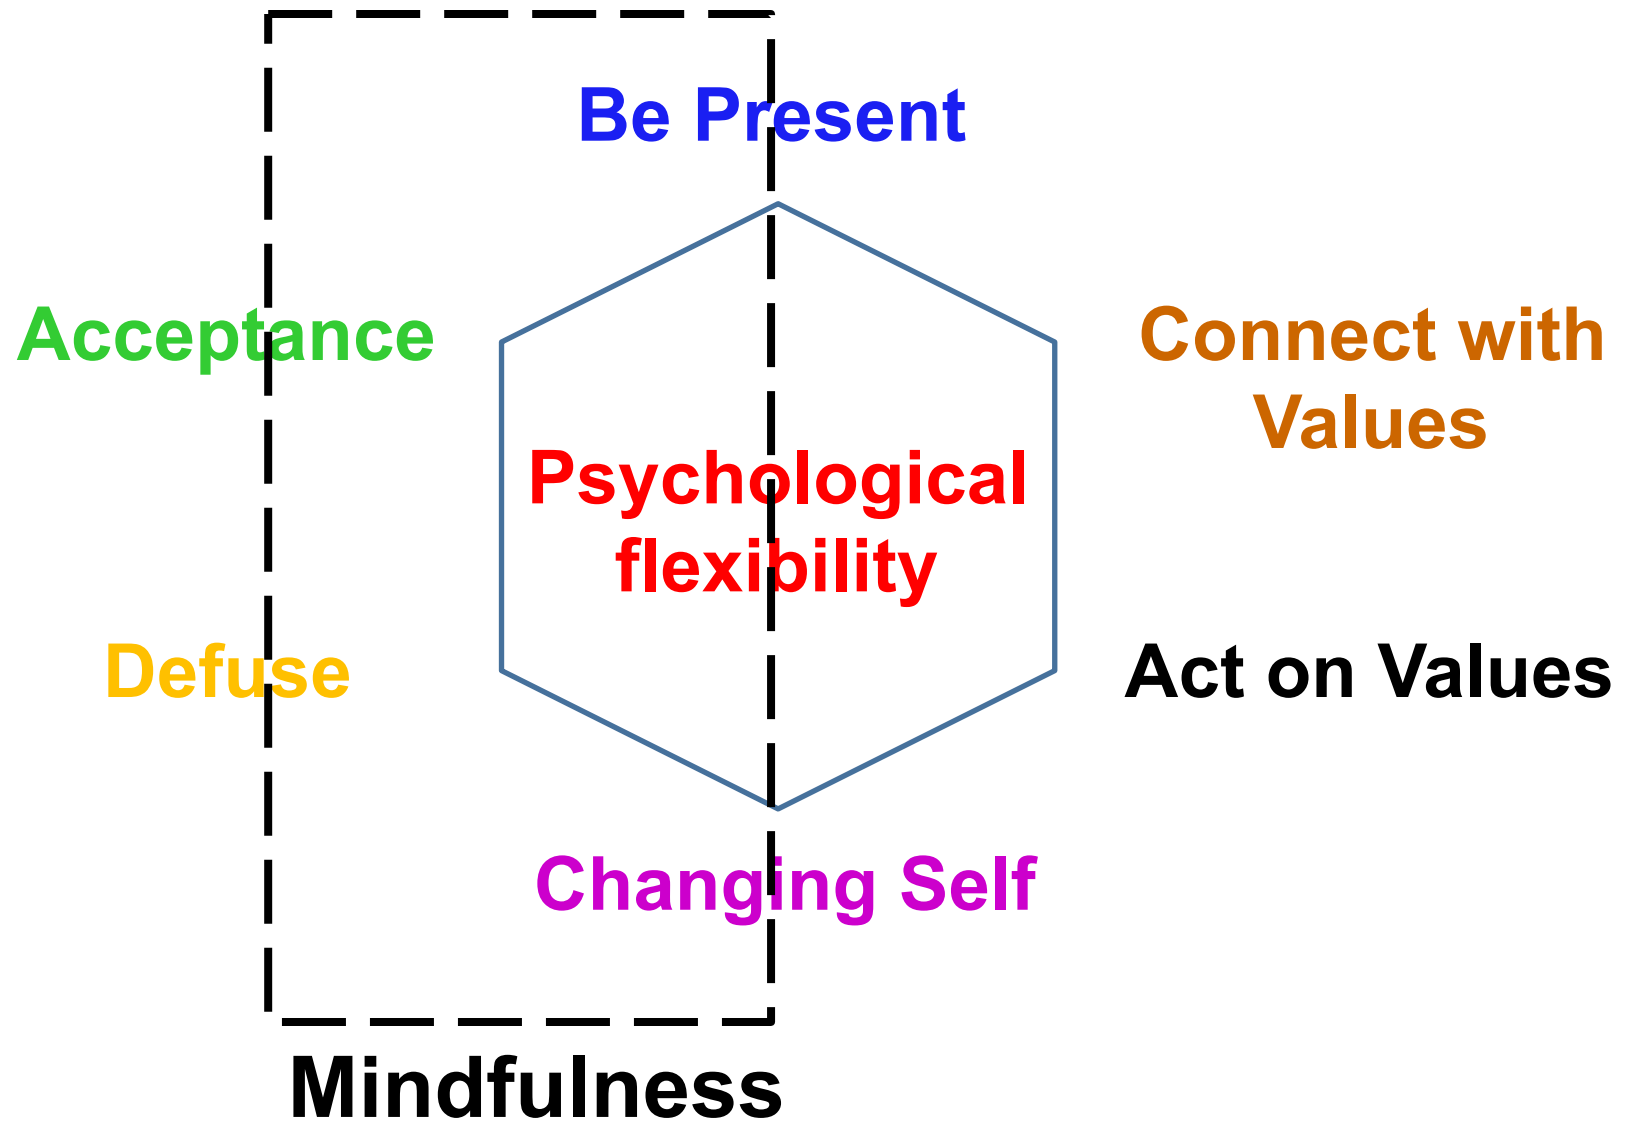 Be Present
Acceptance
Connect with
Values
Psychological
flexibility
Defuse
Act on Values
Changing Self
Mindfulness